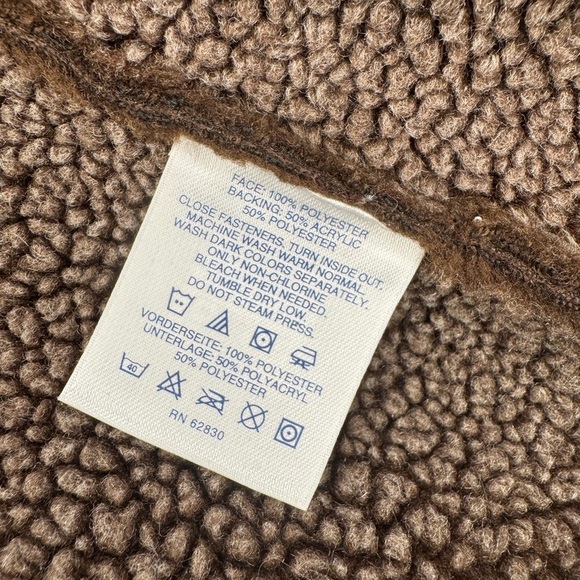 FACE: 100% POLYESTER
BACKING: 50% ACRYLIC
50% POLYESTER
CLOSE FASTENERS, TURN INSIDE OUT.
MACHINE WASH WARM NORMAL.
WASH DARK COLORS SEPARATELY.
ONLY NON-CHLORINE
BLEACH WHEN NEEDED.
TUMBLE DRY LOW.
DO NOT STEAM PRESS.
VORDERSEITE: 100% POLYESTER
UNTERLAGE: 50% POLYACRYL
50% POLYESTER
40
RN 62830